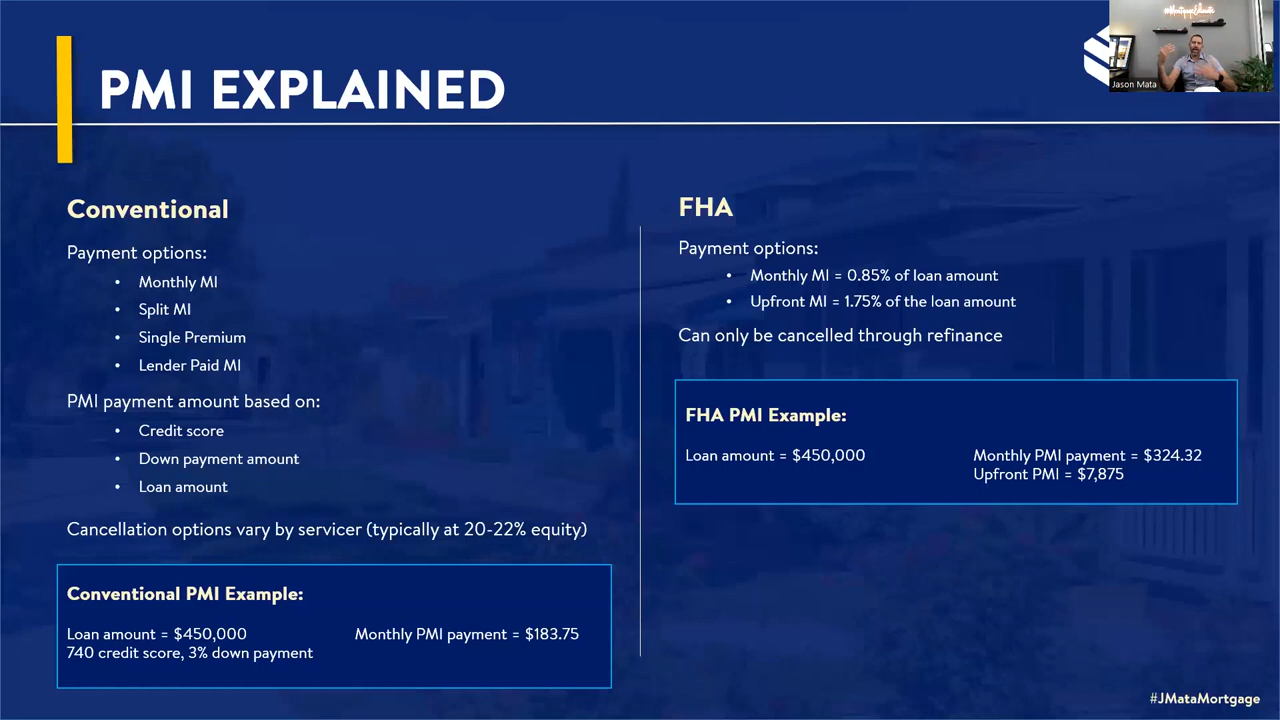 PMI EXPLAINED
Jason Mata
Conventional
Payment options:
• Monthly MI
• Split MI
• Single Premium
• Lender Paid MI
PMI payment amount based on:
• Credit score
• Down payment amount
• Loan amount
Cancellation options vary by servicer (typically at 20-22% equity)
Conventional PMI Example:
Loan amount = $450,000
740 credit score, 3% down payment
Monthly PMI payment = $183.75
FHA
Payment options:
• Monthly MI = 0.85% of loan amount
• Upfront MI = 1.75% of the loan amount
Can only be cancelled through refinance
FHA PMI Example:
Loan amount = $450,000
Monthly PMI payment = $324.32
Upfront PMI = $7,875
#JMataMortgage